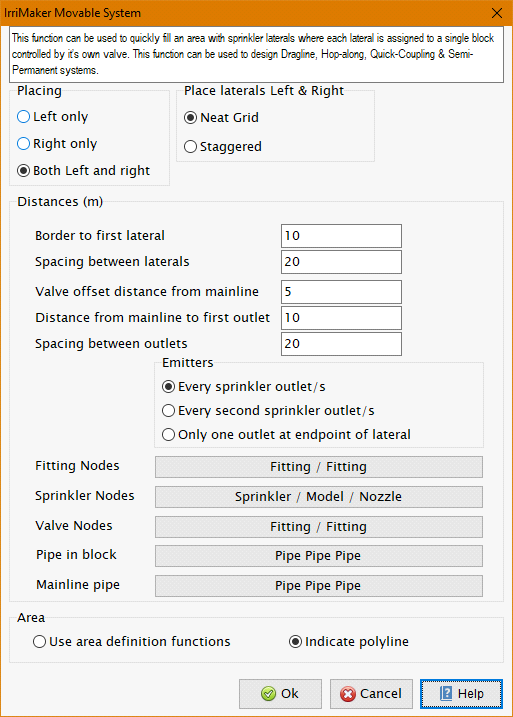 IrriMaker Movable System
This function can be used to quickly fill an area with sprinkler laterals where each lateral is assigned to a single block
controlled by it's own valve. This function can be used to design Dragline, Hop-along, Quick-Coupling & Semi-
Permanent systems.
Placing
Left only
Right only
Both Left and right
Place laterals Left & Right
Neat Grid
Staggered
Distances (m)
Border to first lateral 10
Spacing between laterals 20
Valve offset distance from mainline 5
Distance from mainline to first outlet 10
Spacing between outlets 20
Emitters
Every sprinkler outlet/s
Every second sprinkler outlet/s
Only one outlet at endpoint of lateral
Fitting Nodes Fitting / Fitting
Sprinkler Nodes Sprinkler / Model / Nozzle
Valve Nodes Fitting / Fitting
Pipe in block Pipe Pipe Pipe
Mainline pipe Pipe Pipe Pipe
Area
Use area definition functions Indicate polyline
Ok Cancel Help